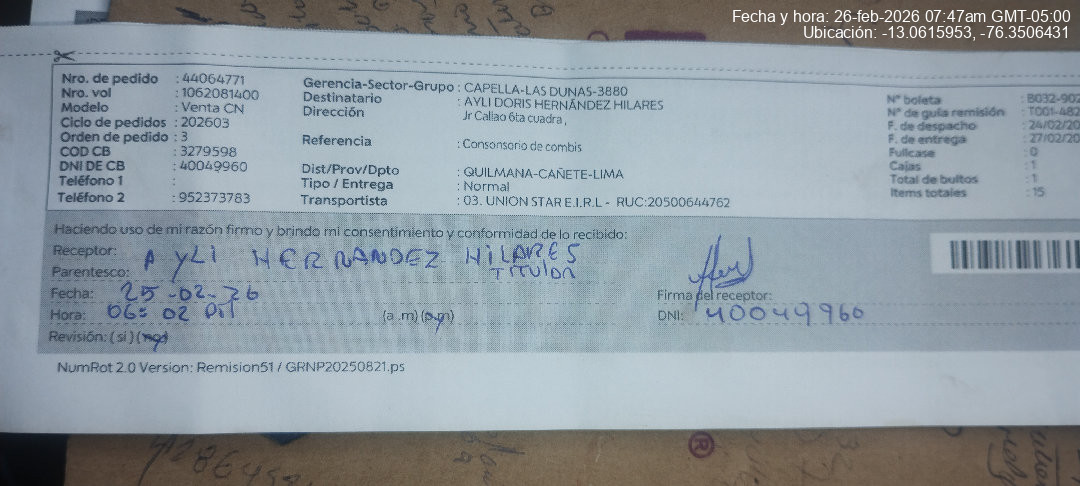 Fecha y hora: 26-feb-2026 07:47am GMT-05:00
Ubicación: -13.0615953, -76.3506431
Nro. de pedido : 44064771
Nro. vol : 1062081400
Modelo : Venta CN
Ciclo de pedidos : 202603
Orden de pedido : 3
COD CB : 3279598
DNI DE CB : 40049960
Teléfono 1 :
Teléfono 2 : 952373783
Gerencia-Sector-Grupo : CAPELLA-LAS DUNAS-3880
Destinatario : AYLI DORIS HERNÁNDEZ HILARES
Dirección Jr Callao 6ta cuadra,
Referencia : Consonsorio de combis
Dist/Prov/Dpto : QUILMANA-CAÑETE-LIMA
Tipo / Entrega : Normal
Transportista : 03. UNION STAR E.I.R.L - RUC:20500644762
N° boleta : B032-902
N° de guía remisión : T001-482
F. de despacho : 24/02/20
F. de entrega : 27/02/20
Fullcase : 0
Cajas : 1
Total de bultos : 1
Items totales : 15
Haciendo uso de mi razón firmo y brindo mi consentimiento y conformidad de lo recibido:
Receptor: AYLI HERNANDEZ HILARES
Parentesco: TITULAR
Fecha: 25-02-26
Hora: 06:02 PM (a.m) (p.m)
Revisión: (si) (no)
Firma del receptor:
DNI: 40049960
NumRot 2.0 Version: Remision51 / GRNP20250821.ps